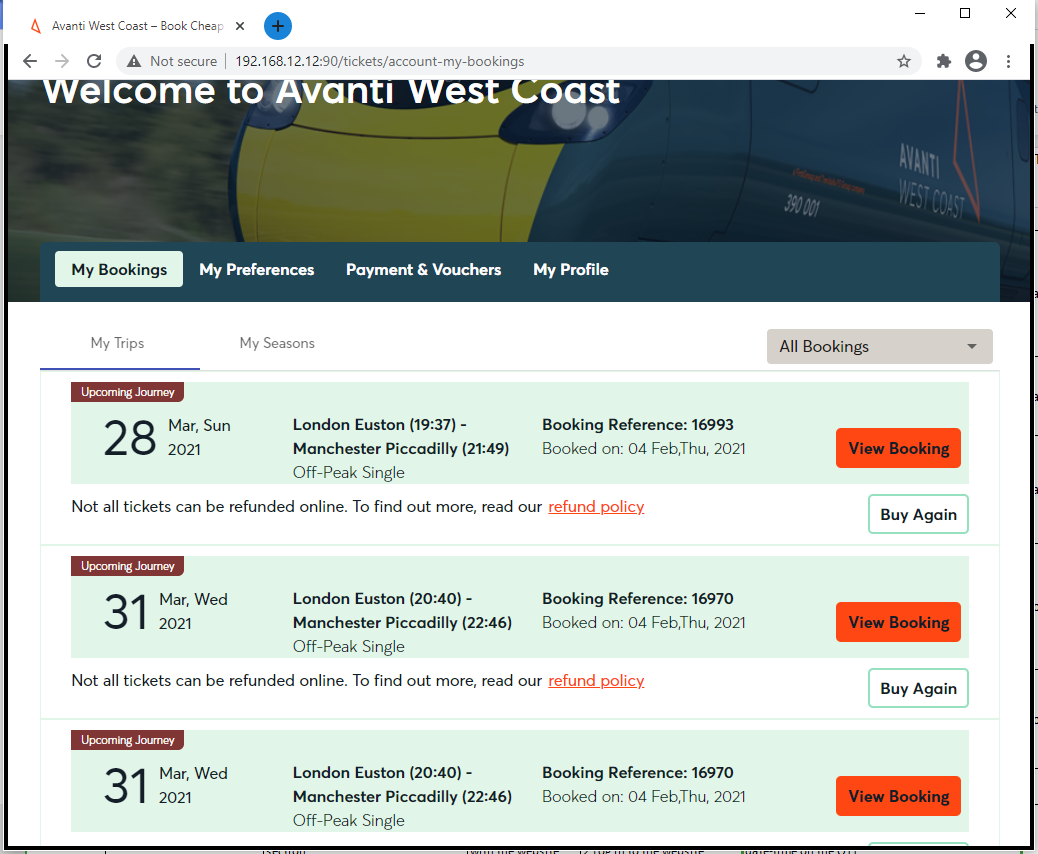 Avanti West Coast – Book Cheap
Not secure
192.168.12.12:90/tickets/account-my-bookings
Welcome to Avanti West Coast
AVANTI
WEST COAST
390 001
My Bookings
My Preferences
Payment & Vouchers
My Profile
My Trips
My Seasons
All Bookings
Upcoming Journey
28
Mar, Sun
2021
London Euston (19:37) -
Manchester Piccadilly (21:49)
Off-Peak Single
Booking Reference: 16993
Booked on: 04 Feb,Thu, 2021
View Booking
Not all tickets can be refunded online. To find out more, read our refund policy
Buy Again
Upcoming Journey
31
Mar, Wed
2021
London Euston (20:40) -
Manchester Piccadilly (22:46)
Off-Peak Single
Booking Reference: 16970
Booked on: 04 Feb,Thu, 2021
View Booking
Not all tickets can be refunded online. To find out more, read our refund policy
Buy Again
Upcoming Journey
31
Mar, Wed
2021
London Euston (20:40) -
Manchester Piccadilly (22:46)
Off-Peak Single
Booking Reference: 16970
Booked on: 04 Feb,Thu, 2021
View Booking